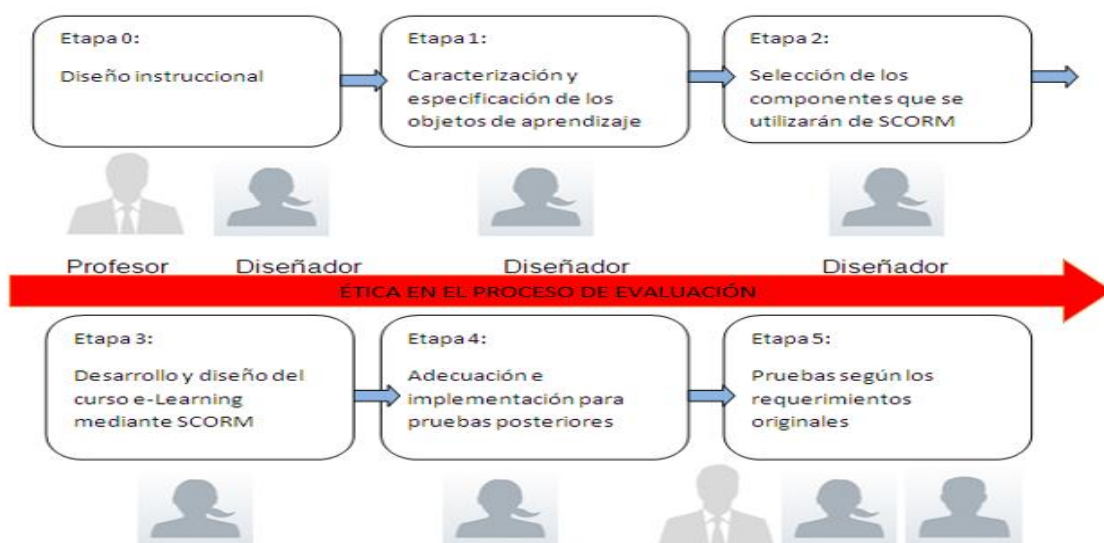 Etapa 0:
Diseño instruccional
Etapa 1:
Caracterización y
especificación de los
objetos de aprendizaje
Etapa 2:
Selección de los
componentes que se
utilizarán de SCORM
Profesor
Diseñador
Diseñador
Diseñador
ÉTICA EN EL PROCESO DE EVALUACIÓN
Etapa 3:
Desarrollo y diseño del
curso e-Learning
mediante SCORM
Etapa 4:
Adecuación e
implementación para
pruebas posteriores
Etapa 5:
Pruebas según los
requerimientos
originales